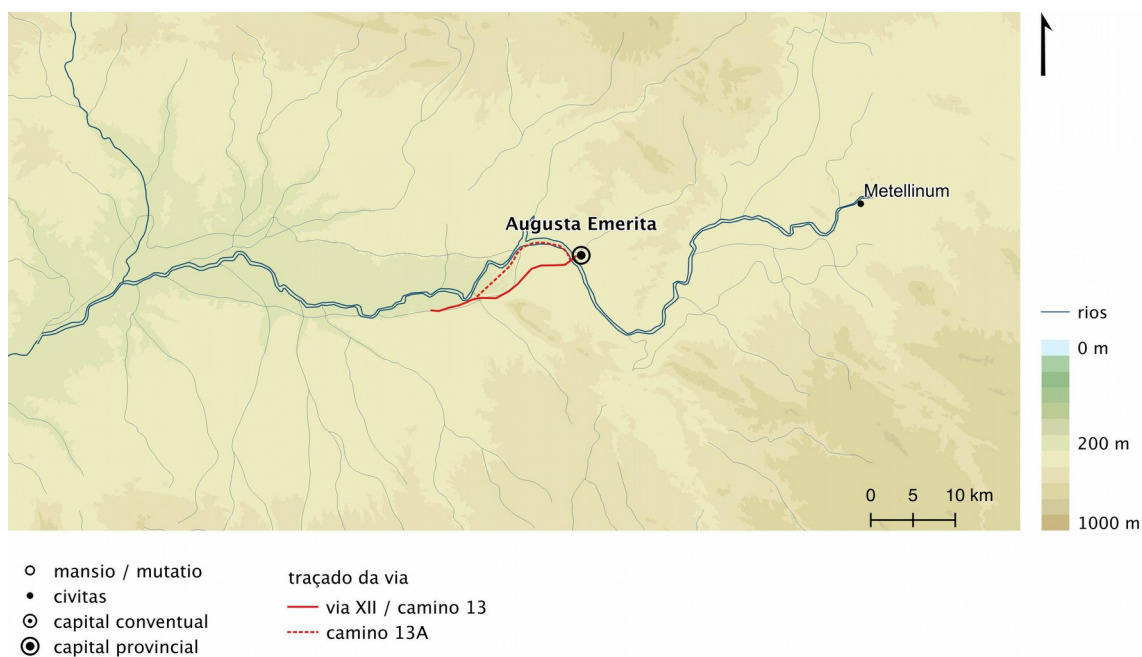 Metellinum
Augusta Emerita
rios
0 m
200 m
1000 m
0 5 10 km
mansio / mutatio
civitas
capital conventual
capital provincial
traçado da via
via XII / camino 13
camino 13A